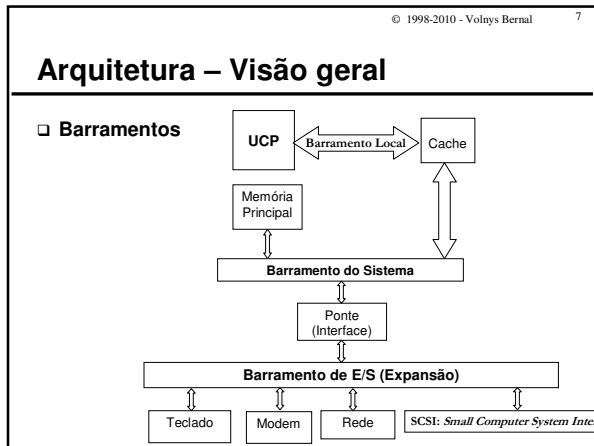 © 1998-2010 - Volnys Bernal 7
Arquitetura – Visão geral
❑ Barramentos
UCP
Barramento Local
Cache
Memória
Principal
Barramento do Sistema
Ponte
(Interface)
Barramento de E/S (Expansão)
Teclado
Modem
Rede
SCSI: Small Computer System Inte